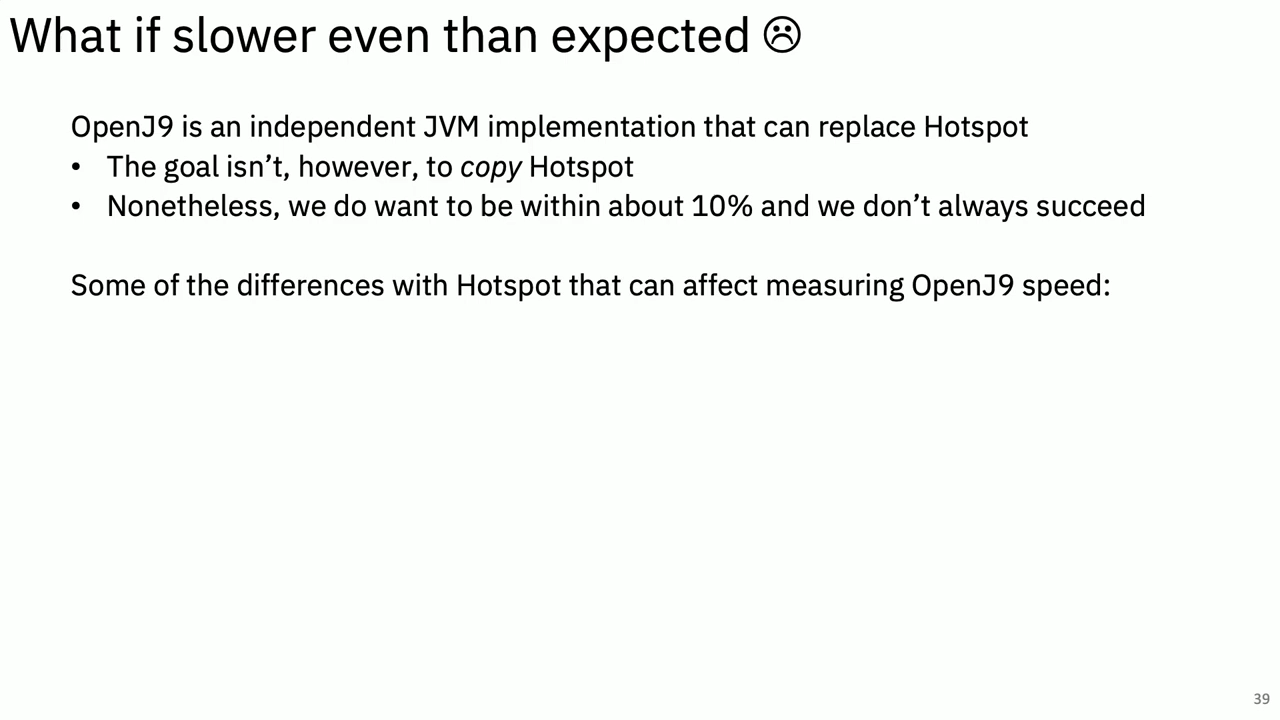 What if slower even than expected ☹
OpenJ9 is an independent JVM implementation that can replace Hotspot
• The goal isn’t, however, to copy Hotspot
• Nonetheless, we do want to be within about 10% and we don’t always succeed
Some of the differences with Hotspot that can affect measuring OpenJ9 speed:
39